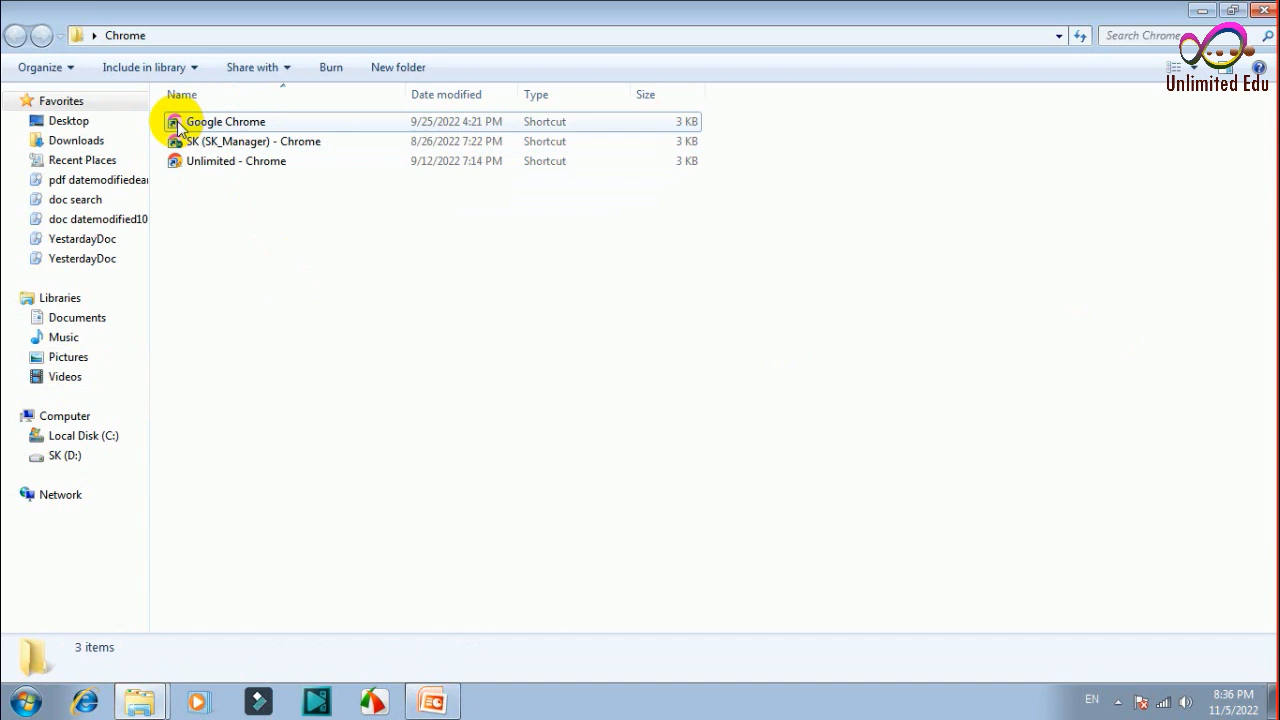 Chrome
Search Chrome
Unlimited Edu
Organize
Include in library
Share with
Burn
New folder
Name
Date modified
Type
Size
Favorites
Desktop
Downloads
Recent Places
pdf datemodifiedear
doc search
doc datemodified10
YestardayDoc
YesterdayDoc
Libraries
Documents
Music
Pictures
Videos
Computer
Local Disk (C:)
SK (D:)
Network
Google Chrome 9/25/2022 4:21 PM Shortcut 3 KB
SK (SK_Manager) - Chrome 8/26/2022 7:22 PM Shortcut 3 KB
Unlimited - Chrome 9/12/2022 7:14 PM Shortcut 3 KB
3 items
EN
8:36 PM
11/5/2022